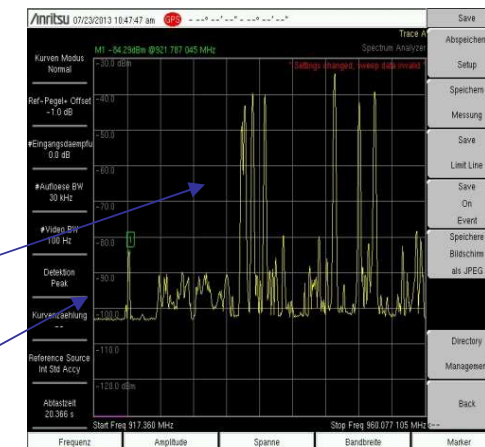 Anritsu 07/23/2013 10:47:47 am GPS
Save
Trace A
M1 -84.29dBm @921 787 045 MHz
Spectrum Analyzer
* Settings changed, sweep data invalid *
Kurven Modus
Normal
Ref-Pegel+ Offset
-1.0 dB
#Eingangsdaempfu
0.0 dB
#Aufloese BW
30 kHz
#Video BW
100 Hz
Detektion
Peak
Kurvenzaehlung
--
Reference Source
Int Std Accy
Abtastzeit
20.366 s
-30.0 dBm
-40.0
-50.0
-60.0
-70.0
-80.0
-90.0
-100.0
-110.0
-120.0 dBm
1
Start Freq 917.360 MHz
Stop Freq 960.077 105 MHz
Abspeichen
Setup
Speichern
Messung
Save
Limit Line
Save
On
Event
Speichere
Bildschirm
als JPEG
Directory
Managemen
Back
<--
Frequenz
Amplitude
Spanne
Bandbreite
Marker